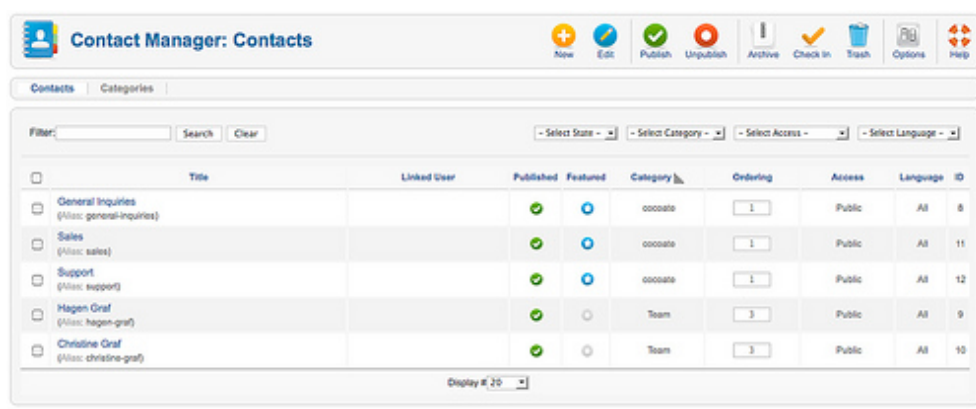 Contact Manager: Contacts
New Edit Publish Unpublish Archive Check In Trash Options Help
Contacts Categories
Filter: Search Clear - Select State - - Select Category - - Select Access - - Select Language -
Title Linked User Published Featured Category Ordering Access Language ID
General Inquiries cocoate 1 Public All 8
(Alias: general-inquiries)
Sales cocoate 1 Public All 11
(Alias: sales)
Support cocoate 1 Public All 12
(Alias: support)
Hagen Graf Team 3 Public All 9
(Alias: hagen-graf)
Christine Graf Team 3 Public All 10
(Alias: christine-graf)
Display # 20